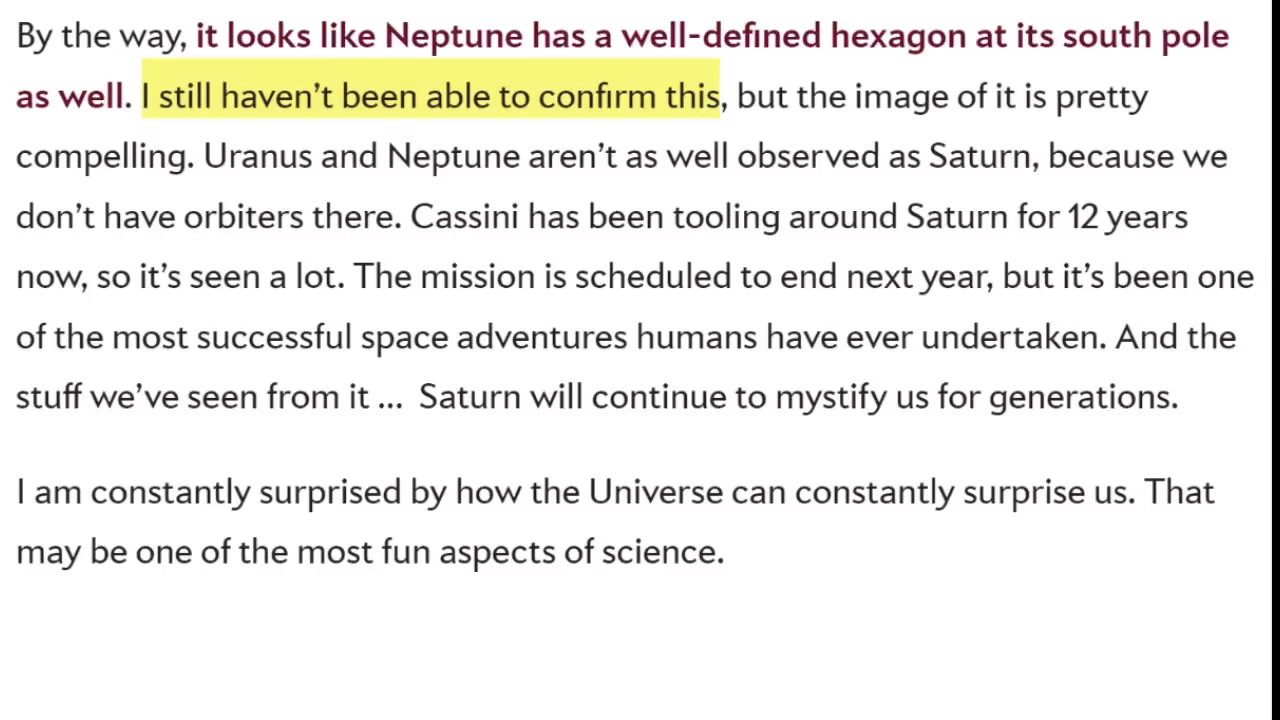 By the way, it looks like Neptune has a well-defined hexagon at its south pole
as well. I still haven’t been able to confirm this, but the image of it is pretty
compelling. Uranus and Neptune aren’t as well observed as Saturn, because we
don’t have orbiters there. Cassini has been tooling around Saturn for 12 years
now, so it’s seen a lot. The mission is scheduled to end next year, but it’s been one
of the most successful space adventures humans have ever undertaken. And the
stuff we’ve seen from it … Saturn will continue to mystify us for generations.
I am constantly surprised by how the Universe can constantly surprise us. That
may be one of the most fun aspects of science.